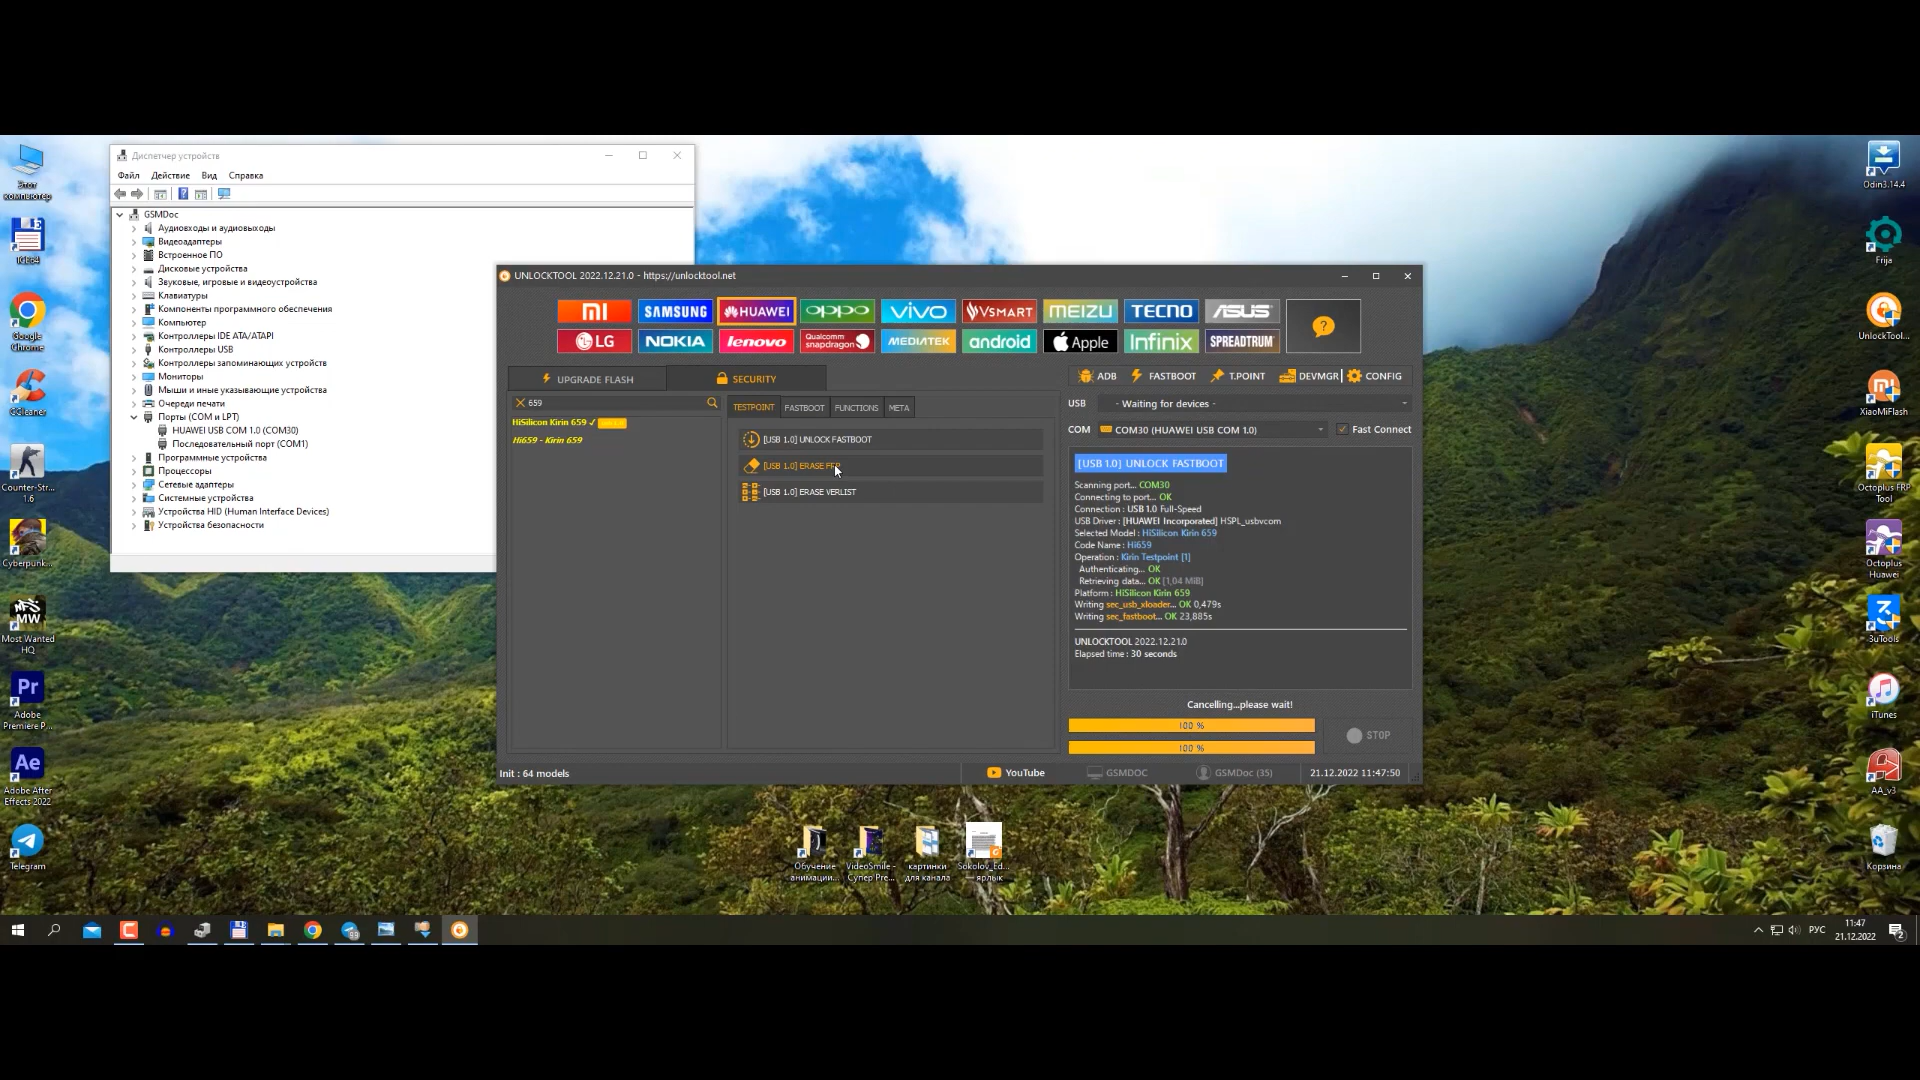 Этот
компьютер
ICE64
Google
Chrome
CCleaner
Counter-Str...
1.6
Cyberpunk...
Most Wanted
HQ
Adobe
Premiere P...
Adobe After
Effects 2022
Telegram
Диспетчер устройств
Файл Действие Вид Справка
GSMDoc
Аудиовходы и аудиовыходы
Видеоадаптеры
Встроенное ПО
Дисковые устройства
Звуковые, игровые и видеоустройства
Клавиатуры
Компоненты программного обеспечения
Компьютер
Контроллеры IDE ATA/ATAPI
Контроллеры USB
Контроллеры запоминающих устройств
Мониторы
Мыши и иные указывающие устройства
Очереди печати
Порты (COM и LPT)
HUAWEI USB COM 1.0 (COM30)
Последовательный порт (COM1)
Программные устройства
Процессоры
Сетевые адаптеры
Системные устройства
Устройства HID (Human Interface Devices)
Устройства безопасности
UNLOCKTOOL 2022.12.21.0 - https://unlocktool.net
MI SAMSUNG HUAWEI oppo vivo VSMART MEIZU TECNO ASUS
LG NOKIA lenovo Qualcomm snapdragon MEDIATEK android Apple Infinix SPREADTRUM
UPGRADE FLASH SECURITY
659
HiSilicon Kirin 659 ✓
Hi659 - Kirin 659
TESTPOINT FASTBOOT FUNCTIONS META
[USB 1.0] UNLOCK FASTBOOT
[USB 1.0] ERASE FRP
[USB 1.0] ERASE VERLIST
ADB FASTBOOT T.POINT DEVMGR CONFIG
USB - Waiting for devices -
COM COM30 (HUAWEI USB COM 1.0) Fast Connect
[USB 1.0] UNLOCK FASTBOOT
Scanning port... COM30
Connecting to port... OK
Connection : USB 1.0 Full-Speed
USB Driver : [HUAWEI Incorporated] HSPL_usbvcom
Selected Model : HiSilicon Kirin 659
Code Name : Hi659
Operation : Kirin Testpoint [1]
Authenticating... OK
Retrieving data... OK [1,04 MiB]
Platform : HiSilicon Kirin 659
Writing sec_usb_xloader... OK 0,479s
Writing sec_fastboot... OK 23,885s
UNLOCKTOOL 2022.12.21.0
Elapsed time : 30 seconds
Cancelling...please wait!
100 %
100 %
STOP
Init : 64 models
YouTube GSMDOC GSMDoc (35) 21.12.2022 11:47:50
Odin3.14.4
Frija
UnlockTool...
XiaoMiFlash
Octoplus FRP
Tool
Octoplus
Huawei
3uTools
iTunes
AA_v3
Корзина
Обучение
анимации...
VideoSmile -
Супер Pre...
картинки
для канала
Sokolov_Ed...
— ярлык
99
РУС
11:47
21.12.2022
2